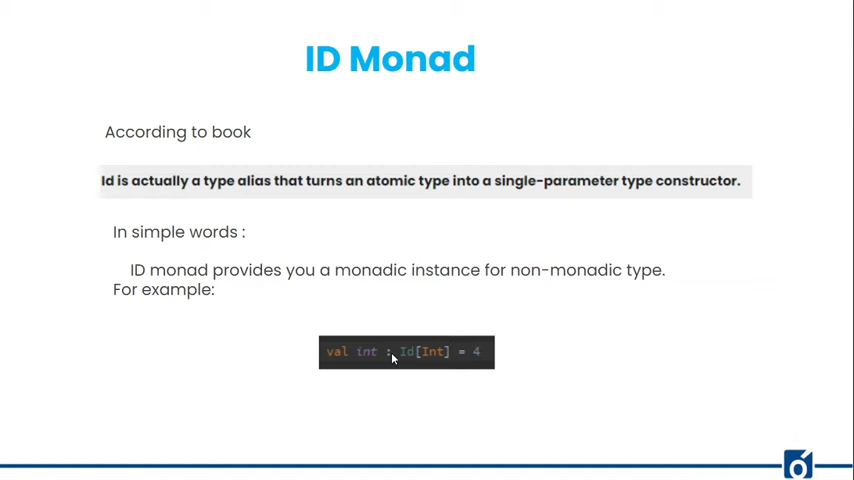 ID Monad
According to book
Id is actually a type alias that turns an atomic type into a single-parameter type constructor.
In simple words :
ID monad provides you a monadic instance for non-monadic type.
For example:
val int : Id[Int] = 4